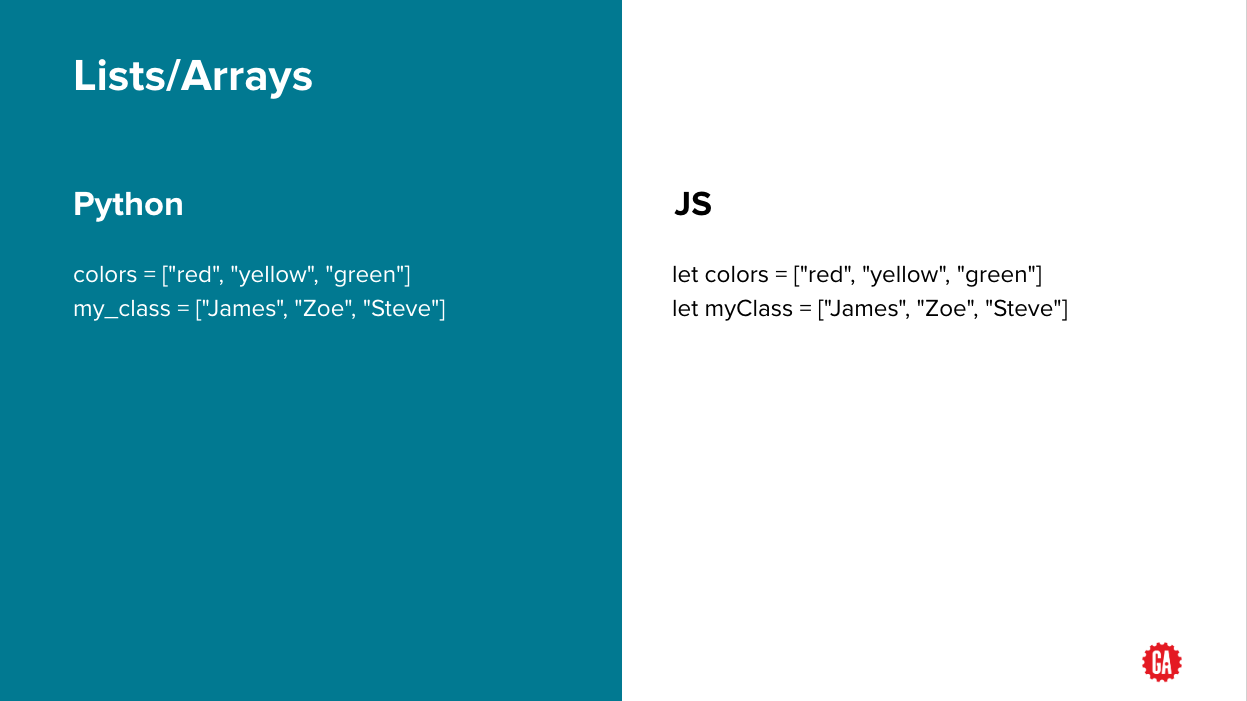 Lists/Arrays
Python
colors = ["red", "yellow", "green"]
my_class = ["James", "Zoe", "Steve"]
JS
let colors = ["red", "yellow", "green"]
let myClass = ["James", "Zoe", "Steve"]
GA